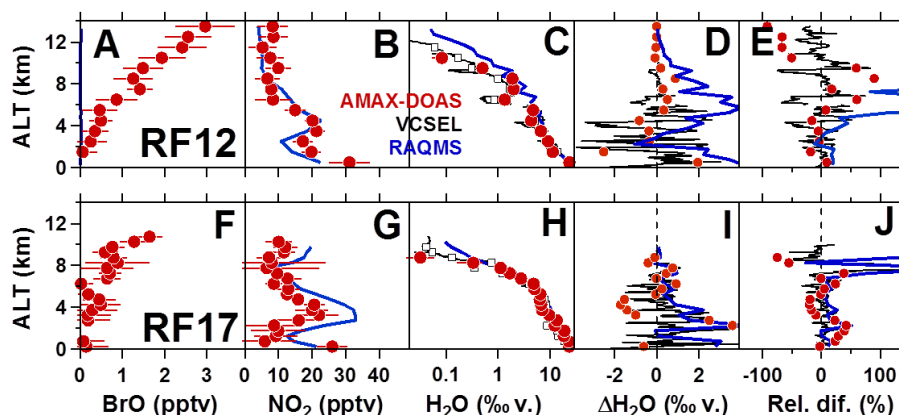 A B C D E
ALT (km)
12
8
4
0
AMAX-DOAS
VCSEL
RAQMS
RF12
F G H I J
ALT (km)
12
8
4
0
RF17
0 1 2 3 0 10 20 30 40 0.1 1 10 -2 0 2 4 -100 0 100
BrO (pptv) NO2 (pptv) H2O (‰ v.) ΔH2O (‰ v.) Rel. dif. (%)